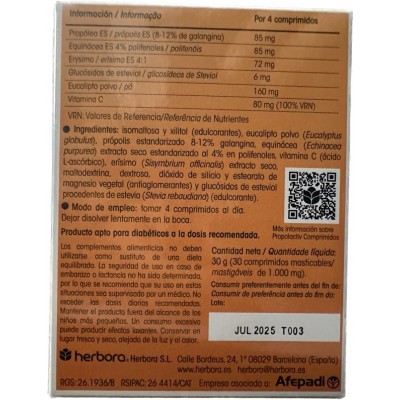 Información / Informação Por 4 comprimidos
Propóleo ES / própolis ES (8-12% de galangina) 85 mg
Equinácea ES 4% polifenoles / polifenóis 85 mg
Erysimo / erísimo ES 4:1 72 mg
Glucósidos de esteviol / glicosídeos de Steviol 6 mg
Eucalipto polvo / pó 160 mg
Vitamina C 80 mg (100% VRN)
VRN. Valores de Referencia/Referência de Nutrientes
• Ingredientes: isomaltosa y xilitol (edulcorantes), eucalipto polvo (Eucalyptus
globulus), própolis estandarizado 8-12% galangina, equinácea (Echinacea
purpurea) extracto seco estandarizado al 4% en polifenoles, vitamina C (ácido
L-ascórbico), erísimo (Sisymbrium officinalis) extracto seco,
maltodextrina, dextrosa, dióxido de silicio y estearato de
magnesio vegetal (antiaglomerantes) y glucósidos de esteviol
procedentes de estevia (Stevia rebaudiana) (edulcorante).
• Modo de empleo: tomar 4 comprimidos al día.
Dejar disolver lentamente en la boca.
Más información sobre
Propolactiv Comprimidos
Producto apto para diabéticos a la dosis recomendada.
Los complementos alimenticios no deben
utilizarse como sustituto de una dieta
equilibrada. La seguridad de uso en caso de
embarazo o lactancia no ha sido determinada,
por lo que se recomienda que su uso en estas
situaciones sea supervisado por un médico. No
exceder las dosis diarias recomendadas.
Mantener fuera del alcance de los
niños más pequeños. Un consumo excesivo
puede producir efectos laxantes. Conservar en
lugar fresco y seco, alejado de la luz y el calor.
Cantidad neta / Quantidade líquida:
30 g (30 comprimidos masticables/
mastigáveis de 1.000 mg).
Consumir preferentemente antes del fin de:
Consumir de preferência antes do fim do:
Lote:
JUL 2025 T003
herbora Herbora S.L. Calle Bordeus, 24, 1ª 08029 Barcelona (España)
www.herbora.es herbora@herbora.es
RGS: 26.1936/B RSIPAC: 26 4414/CAT Empresa asociada a: Afepadi